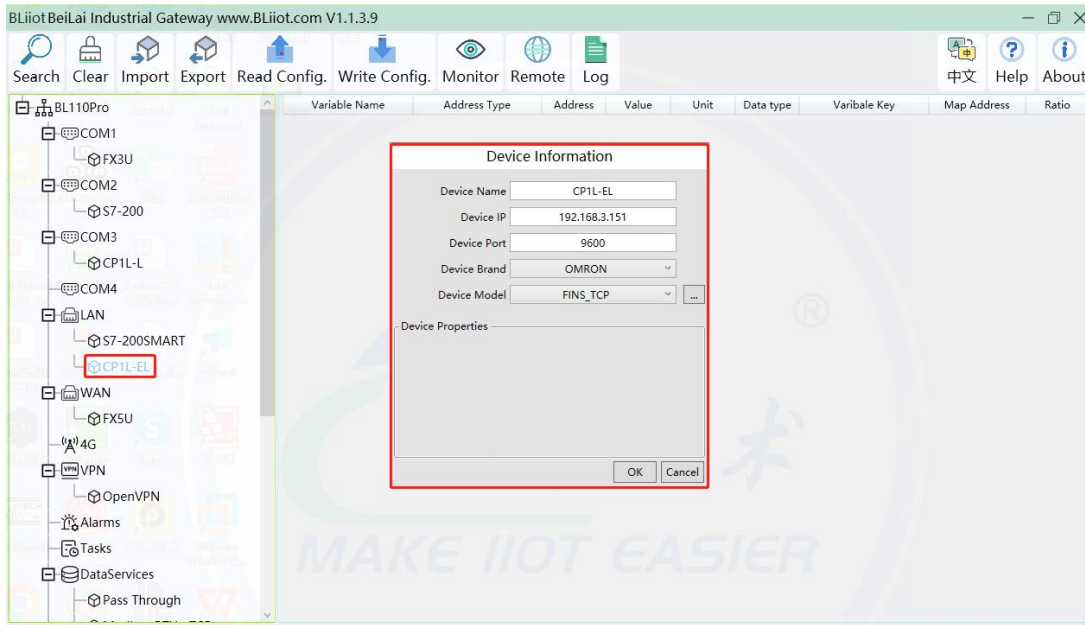 BLiiotBeiLai Industrial Gateway www.BLiiot.com V1.1.3.9
Search Clear Import Export Read Config. Write Config. Monitor Remote Log 中文 Help About
BL110Pro
COM1
FX3U
COM2
S7-200
COM3
CP1L-L
COM4
LAN
S7-200SMART
CP1L-EL
WAN
FX5U
4G
VPN
VPN
OpenVPN
Alarms
Tasks
DataServices
Pass Through
Variable Name Address Type Address Value Unit Data type Varibale Key Map Address Ratio
Device Information
Device Name CP1L-EL
Device IP 192.168.3.151
Device Port 9600
Device Brand OMRON
Device Model FINS_TCP ...
Device Properties
OK Cancel
®
术
MAKE IIOT EASIER